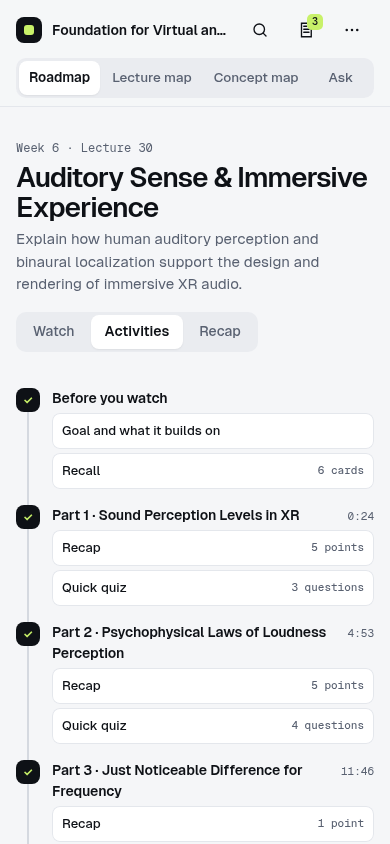 Foundation for Virtual an...
3
Roadmap
Lecture map
Concept map
Ask
Week 6 · Lecture 30
Auditory Sense & Immersive
Experience
Explain how human auditory perception and
binaural localization support the design and
rendering of immersive XR audio.
Watch
Activities
Recap
Before you watch
Goal and what it builds on
Recall
6 cards
Part 1 · Sound Perception Levels in XR
0:24
Recap
5 points
Quick quiz
3 questions
Part 2 · Psychophysical Laws of Loudness
Perception
4:53
Recap
5 points
Quick quiz
4 questions
Part 3 · Just Noticeable Difference for
Frequency
11:46
Recap
1 point